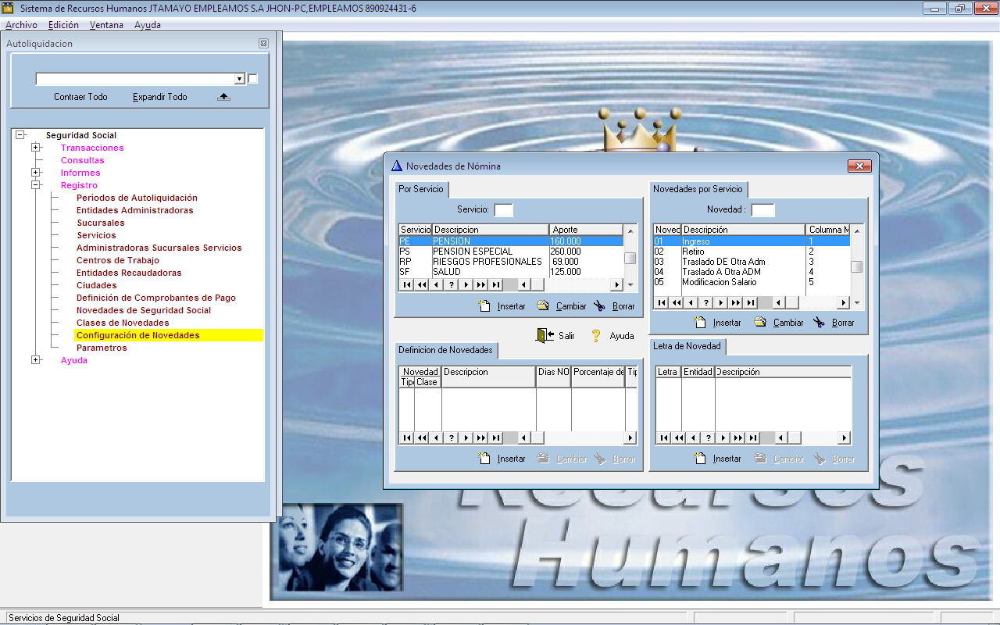 Sistema de Recursos Humanos JTAMAYO EMPLEAMOS S.A JHON-PC,EMPLEAMOS 890924431-6
Archivo Edición Ventana Ayuda
Autoliquidacion
Contraer Todo Expandir Todo
Seguridad Social
Transacciones
Consultas
Informes
Registro
Períodos de Autoliquidación
Entidades Administradoras
Sucursales
Servicios
Administradoras Sucursales Servicios
Centros de Trabajo
Entidades Recaudadoras
Ciudades
Definición de Comprobantes de Pago
Novedades de Seguridad Social
Clases de Novedades
Configuración de Novedades
Parametros
Ayuda
Novedades de Nómina
Por Servicio
Servicio:
Servicio Descripcion Aporte
PE PENSION 160.000
PS PENSION ESPECIAL 260.000
RP RIESGOS PROFESIONALES 69.000
SF SALUD 125.000
Insertar Cambiar Borrar
Novedades por Servicio
Novedad :
Novec Descripción Columna M
01 Ingreso 1
02 Retiro 2
03 Traslado DE Otra Adm 3
04 Traslado A Otra ADM 4
05 Modificacion Salario 5
Insertar Cambiar Borrar
Salir Ayuda
Definicion de Novedades
Novedad Descripcion Dias NO Porcentaje de Tip
Tipo Clase
Insertar Cambiar Borrar
Letra de Novedad
Letra Entidad Descripción
Insertar Cambiar Borrar
Recursos
Humanos
Servicios de Seguridad Social